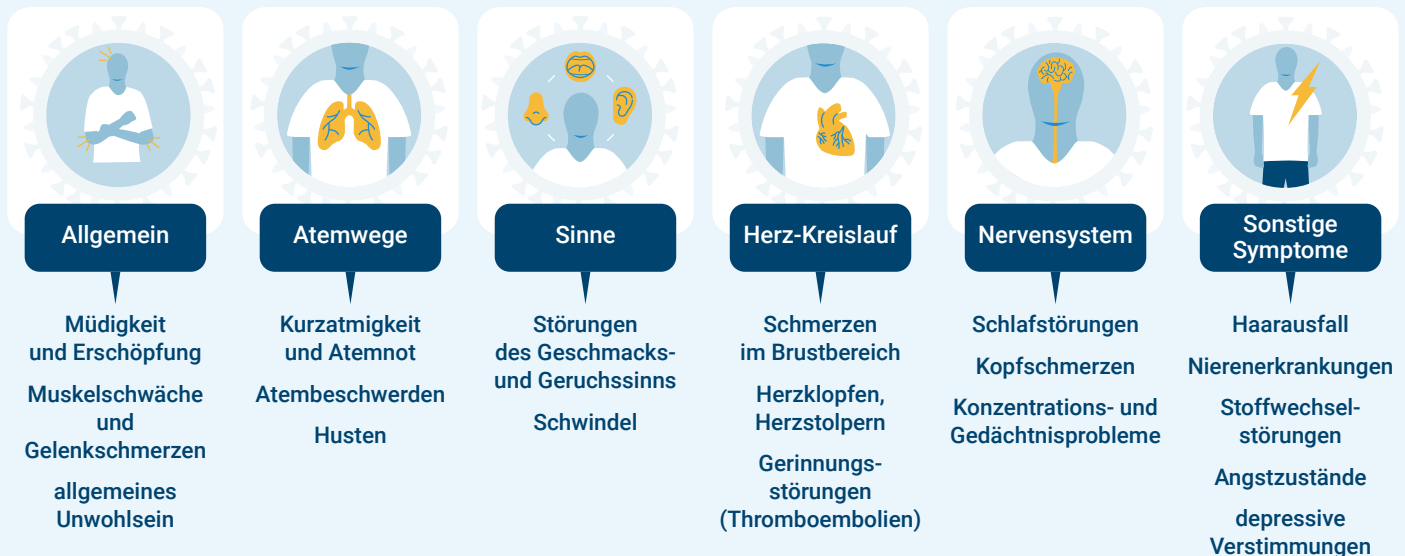 Allgemein
Müdigkeit
und Erschöpfung
Muskelschwäche
und
Gelenkschmerzen
allgemeines
Unwohlsein
Atemwege
Kurzatmigkeit
und Atemnot
Atembeschwerden
Husten
Sinne
Störungen
des Geschmacks-
und Geruchssinns
Schwindel
Herz-Kreislauf
Schmerzen
im Brustbereich
Herzklopfen,
Herzstolpern
Gerinnungs-
störungen
(Thromboembolien)
Nervensystem
Schlafstörungen
Kopfschmerzen
Konzentrations- und
Gedächtnisprobleme
Sonstige
Symptome
Haarausfall
Nierenerkrankungen
Stoffwechsel-
störungen
Angstzustände
depressive
Verstimmungen